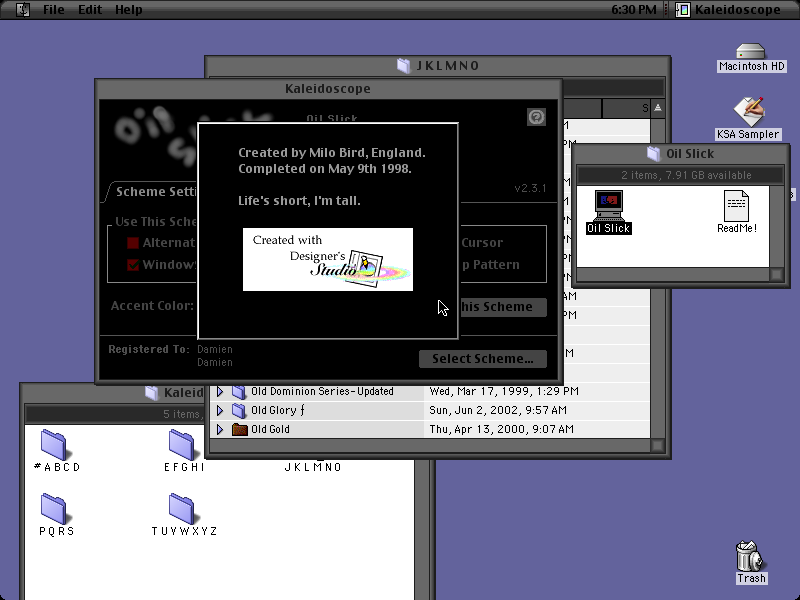 File Edit Help
6:30 PM Kaleidoscope
Macintosh HD
KSA Sampler
JKLMNO
S
Kaleidoscope
Oil Slick
Oil Slick
v2.3.1
Created by Milo Bird, England.
Completed on May 9th 1998.
Life's short, I'm tall.
Created with
Designer's
Studio
Scheme Setti
Use This Sche
Alternat
Window
Cursor
p Pattern
Accent Color:
his Scheme
Registered To: Damien
Damien
Select Scheme...
Oil Slick
2 items, 7.91 GB available
Oil Slick
ReadMe!
AM
PM
M
Old Dominion Series-Updated Wed, Mar 17, 1999, 1:29 PM
Old Glory ƒ Sun, Jun 2, 2002, 9:57 AM
Old Gold Thu, Apr 13, 2000, 9:07 AM
Kaleid
5 items,
#ABCD
EFGHI
JKLMNO
PQRS
TUVWXYZ
Trash